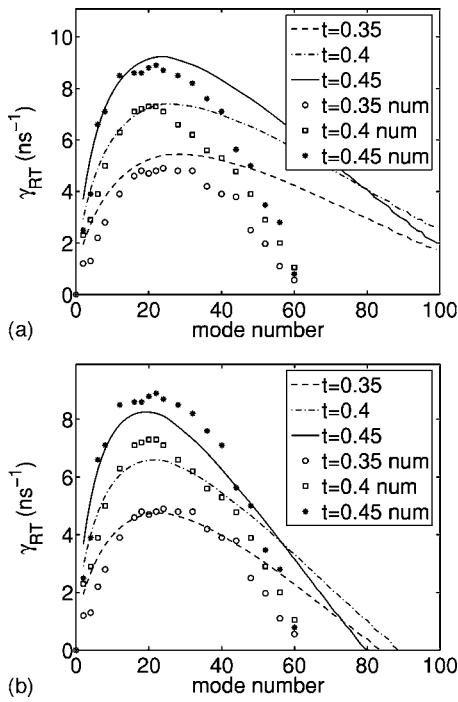 10
8
6
4
2
0
γRT (ns⁻¹)
t=0.35
t=0.4
t=0.45
t=0.35 num
t=0.4 num
t=0.45 num
0 20 40 60 80 100
mode number
(a)
8
6
4
2
0
γRT (ns⁻¹)
t=0.35
t=0.4
t=0.45
t=0.35 num
t=0.4 num
t=0.45 num
0 20 40 60 80 100
mode number
(b)